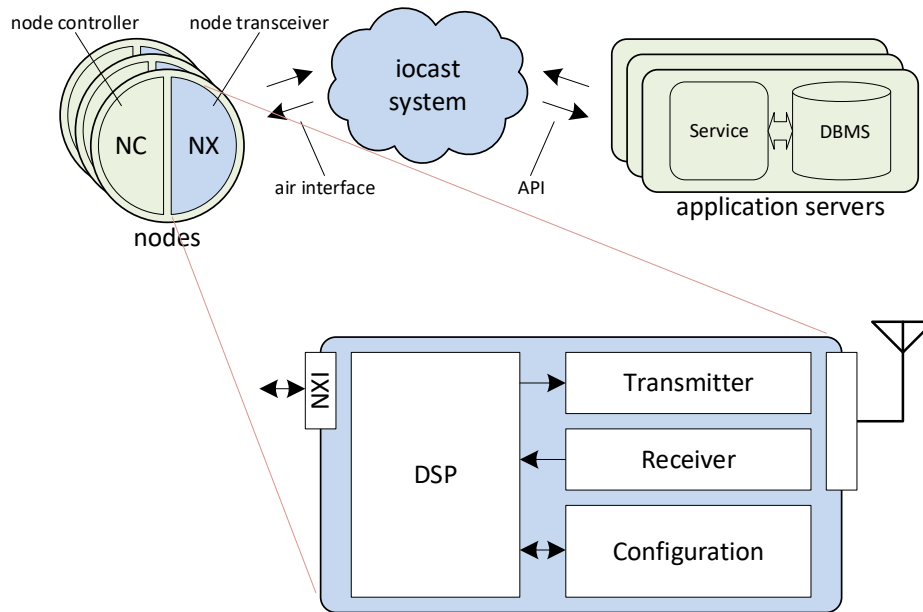 node controller
node transceiver
iocast
system
NC
NX
Service
DBMS
air interface
API
application servers
nodes
NXI
DSP
Transmitter
Receiver
Configuration